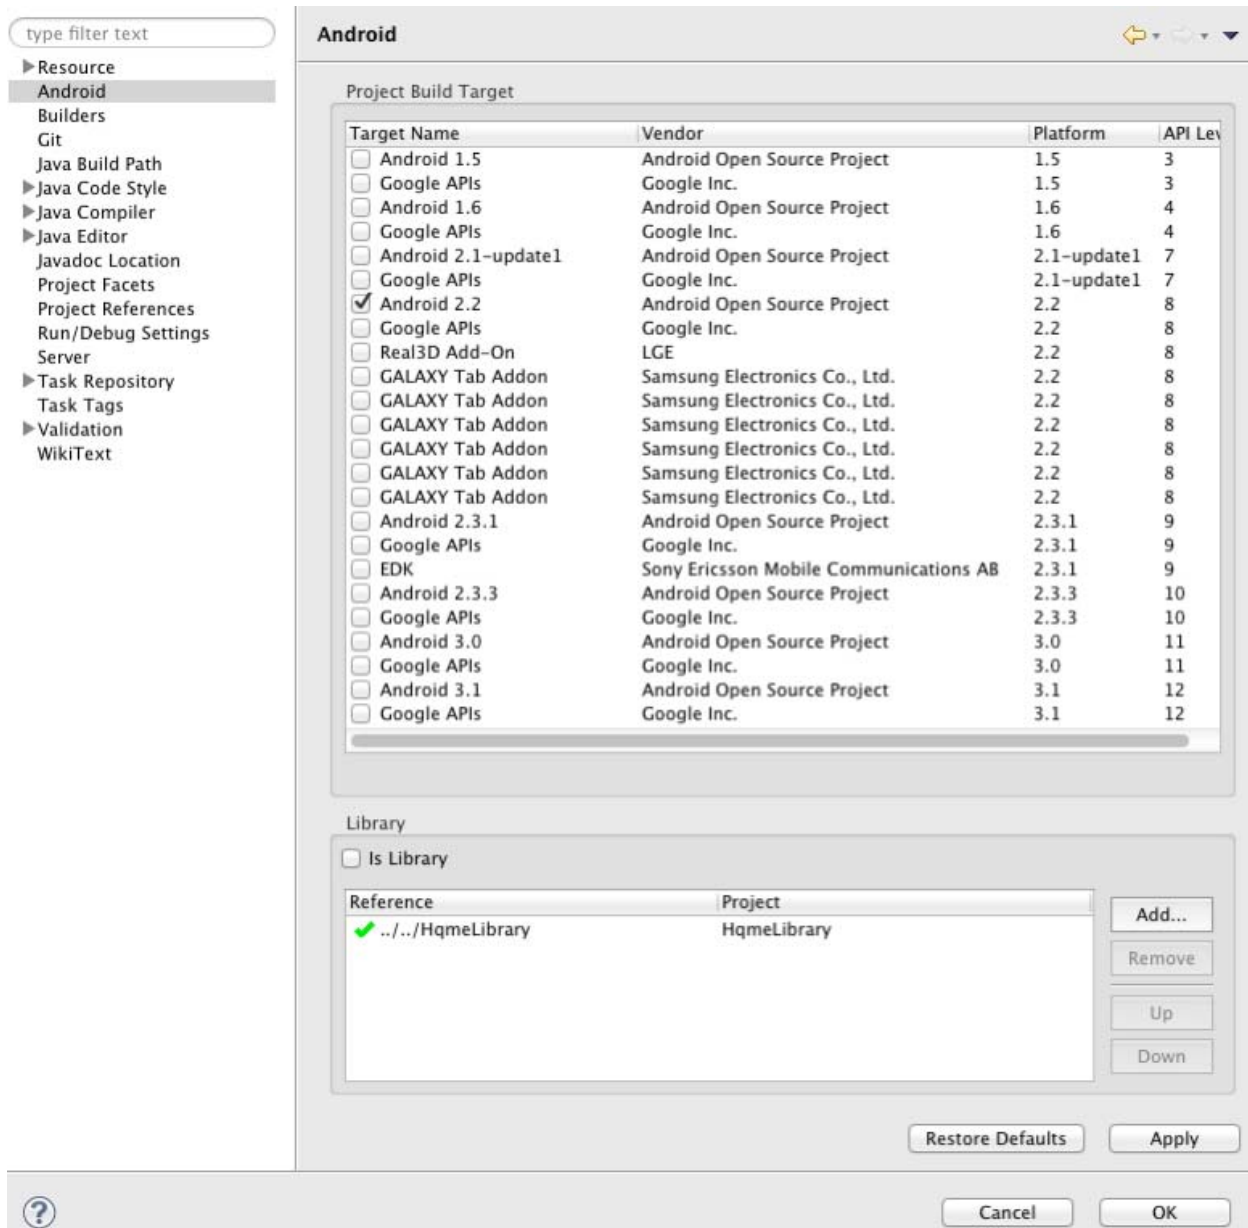 type filter text
Resource
Android
Builders
Git
Java Build Path
Java Code Style
Java Compiler
Java Editor
Javadoc Location
Project Facets
Project References
Run/Debug Settings
Server
Task Repository
Task Tags
Validation
WikiText
Android
Project Build Target
Target Name Vendor Platform API Lev
Android 1.5 Android Open Source Project 1.5 3
Google APIs Google Inc. 1.5 3
Android 1.6 Android Open Source Project 1.6 4
Google APIs Google Inc. 1.6 4
Android 2.1-update1 Android Open Source Project 2.1-update1 7
Google APIs Google Inc. 2.1-update1 7
Android 2.2 Android Open Source Project 2.2 8
Google APIs Google Inc. 2.2 8
Real3D Add-On LGE 2.2 8
GALAXY Tab Addon Samsung Electronics Co., Ltd. 2.2 8
GALAXY Tab Addon Samsung Electronics Co., Ltd. 2.2 8
GALAXY Tab Addon Samsung Electronics Co., Ltd. 2.2 8
GALAXY Tab Addon Samsung Electronics Co., Ltd. 2.2 8
GALAXY Tab Addon Samsung Electronics Co., Ltd. 2.2 8
GALAXY Tab Addon Samsung Electronics Co., Ltd. 2.2 8
Android 2.3.1 Android Open Source Project 2.3.1 9
Google APIs Google Inc. 2.3.1 9
EDK Sony Ericsson Mobile Communications AB 2.3.1 9
Android 2.3.3 Android Open Source Project 2.3.3 10
Google APIs Google Inc. 2.3.3 10
Android 3.0 Android Open Source Project 3.0 11
Google APIs Google Inc. 3.0 11
Android 3.1 Android Open Source Project 3.1 12
Google APIs Google Inc. 3.1 12
Library
Is Library
Reference Project
../../HqmeLibrary HqmeLibrary
Add...
Remove
Up
Down
Restore Defaults Apply
? Cancel OK